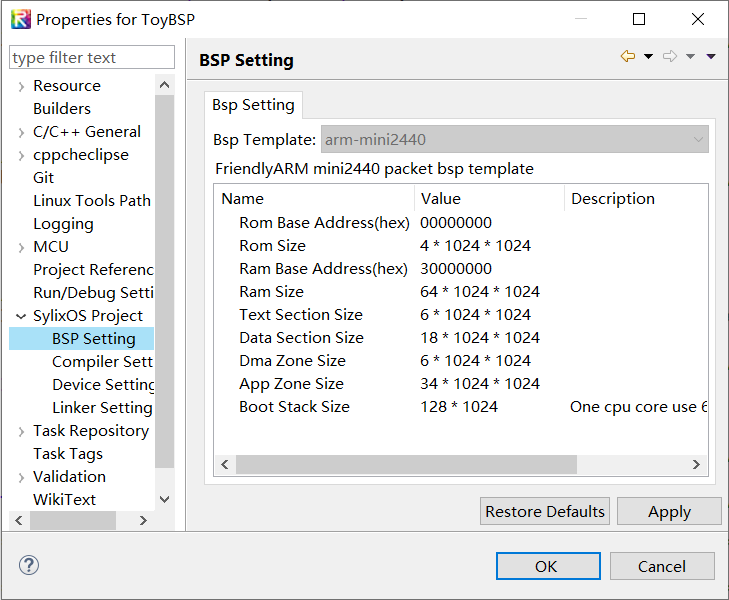 Properties for ToyBSP
type filter text
Resource
Builders
C/C++ General
cppcheclipse
Git
Linux Tools Path
Logging
MCU
Project Referenc
Run/Debug Setti
SylixOS Project
BSP Setting
Compiler Sett
Device Setting
Linker Setting
Task Repository
Task Tags
Validation
WikiText
BSP Setting
Bsp Setting
Bsp Template: arm-mini2440
FriendlyARM mini2440 packet bsp template
Name Value Description
Rom Base Address(hex) 00000000
Rom Size 4 * 1024 * 1024
Ram Base Address(hex) 30000000
Ram Size 64 * 1024 * 1024
Text Section Size 6 * 1024 * 1024
Data Section Size 18 * 1024 * 1024
Dma Zone Size 6 * 1024 * 1024
App Zone Size 34 * 1024 * 1024
Boot Stack Size 128 * 1024 One cpu core use 6
Restore Defaults Apply
? OK Cancel